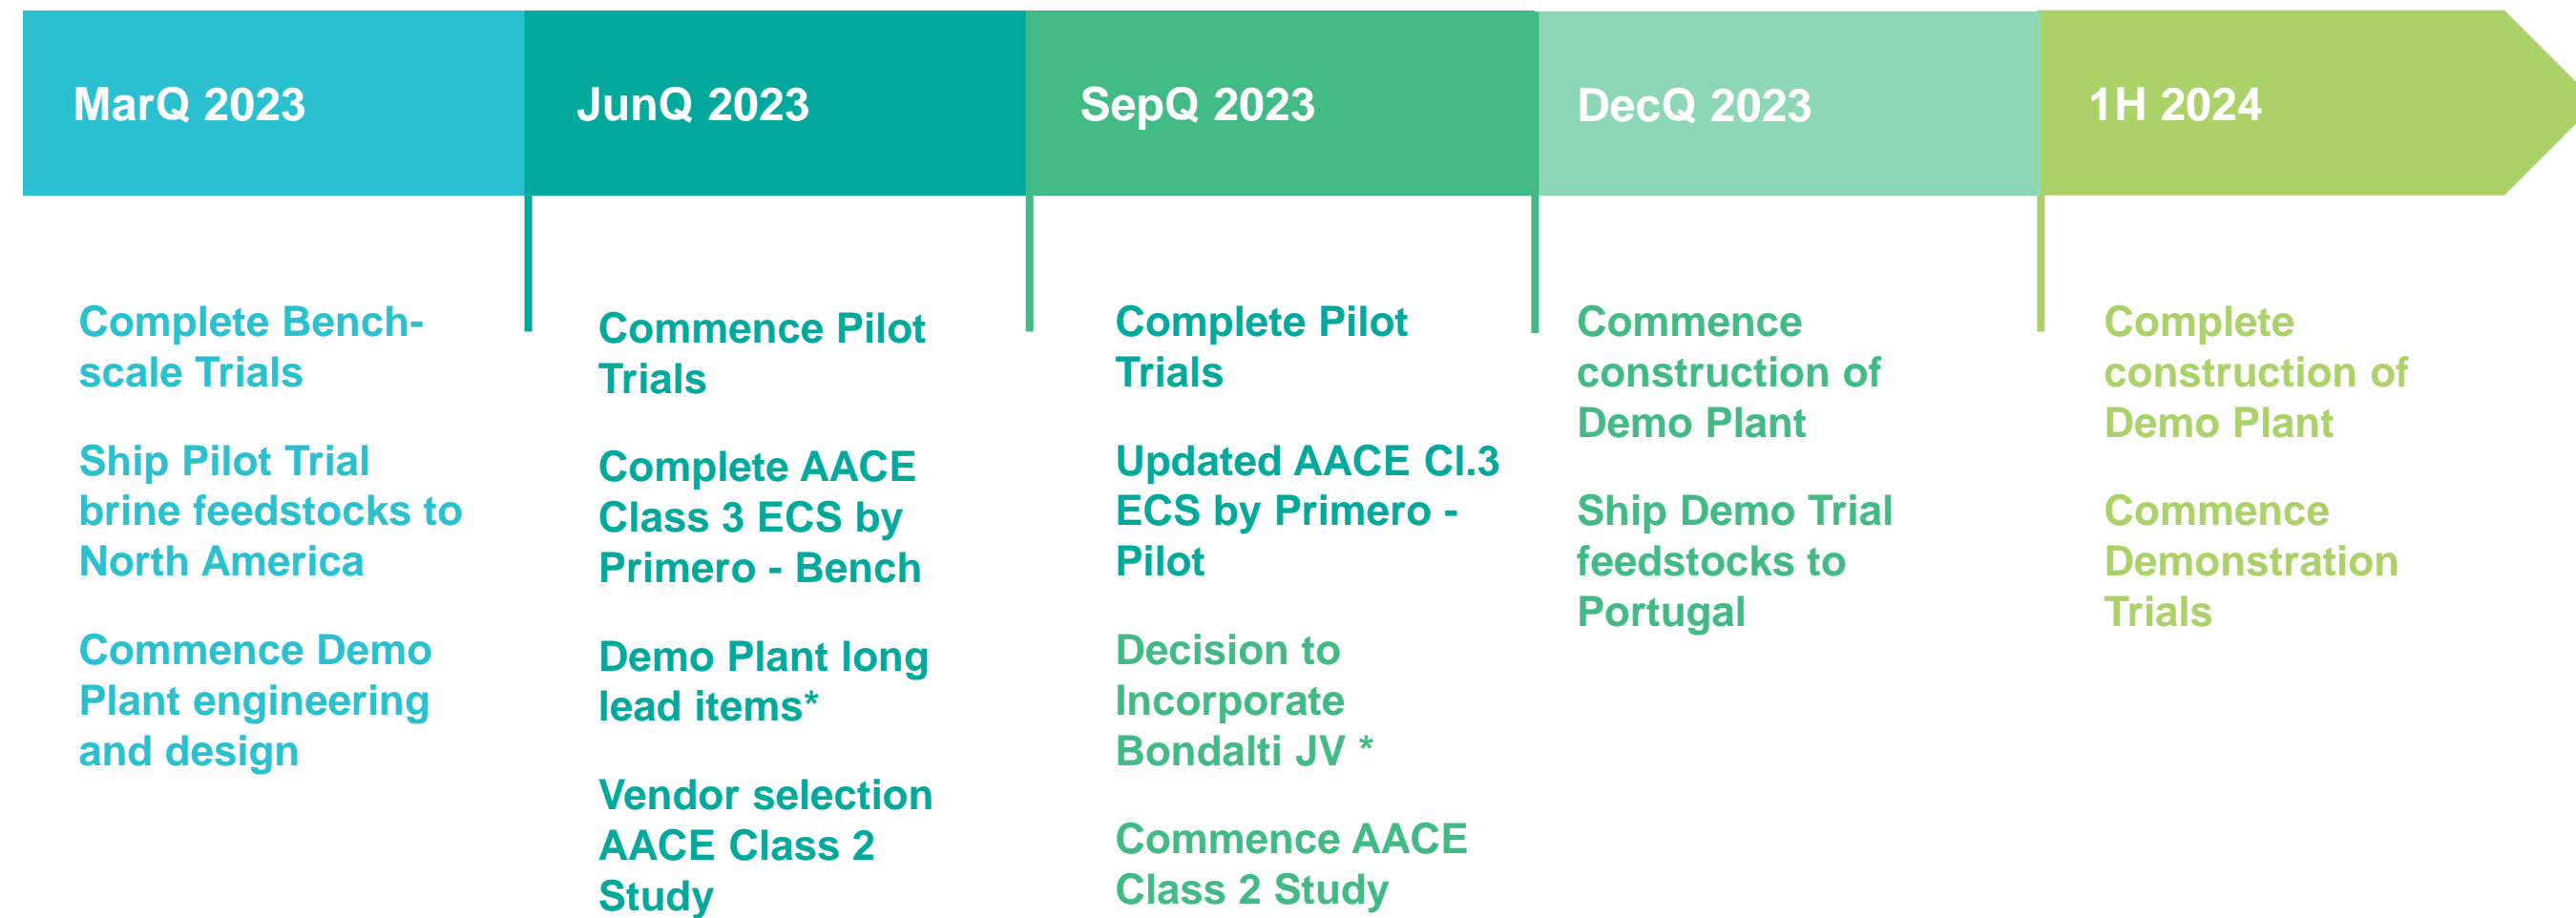 MarQ 2023
JunQ 2023
SepQ 2023
DecQ 2023
1H 2024
Complete Bench-
scale Trials
Ship Pilot Trial
brine feedstocks to
North America
Commence Demo
Plant engineering
and design
Commence Pilot
Trials
Complete AACE
Class 3 ECS by
Primero - Bench
Demo Plant long
lead items*
Vendor selection
AACE Class 2
Study
Complete Pilot
Trials
Updated AACE Cl.3
ECS by Primero -
Pilot
Decision to
Incorporate
Bondalti JV *
Commence AACE
Class 2 Study
Commence
construction of
Demo Plant
Ship Demo Trial
feedstocks to
Portugal
Complete
construction of
Demo Plant
Commence
Demonstration
Trials